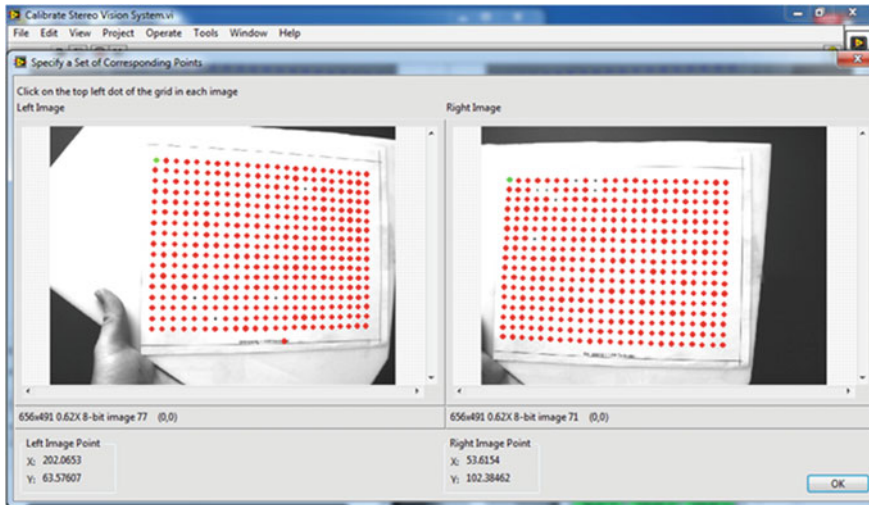 Calibrate Stereo Vision System.vi
File Edit View Project Operate Tools Window Help
Specify a Set of Corresponding Points
Click on the top left dot of the grid in each image
Left Image
Right Image
656x491 0.62X 8-bit image 77 (0,0)
656x491 0.62X 8-bit image 71 (0,0)
Left Image Point
X: 202.0653
Y: 63.57607
Right Image Point
X: 53.6154
Y: 102.38462
OK